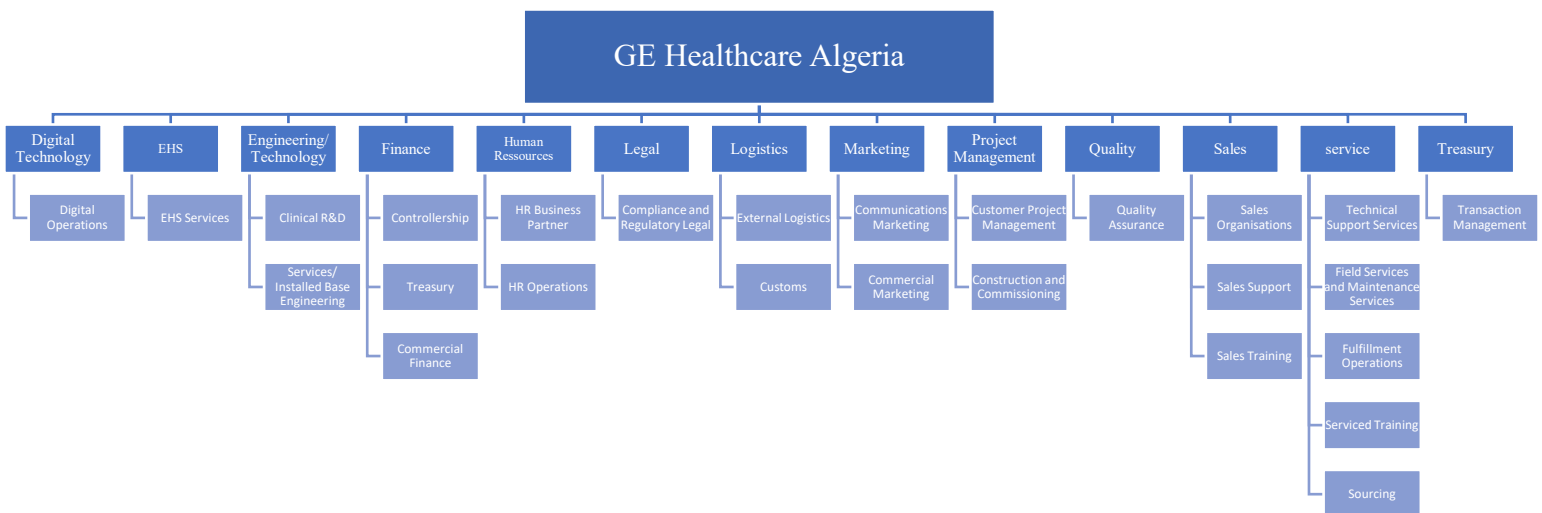 GE Healthcare Algeria
Digital
Technology
EHS
Engineering/
Technology
Finance
Human
Ressources
Legal
Logistics
Marketing
Project
Management
Quality
Sales
service
Treasury
Digital
Operations
EHS Services
Clinical R&D
Services/
Installed Base
Engineering
Controllership
Treasury
Commercial
Finance
HR Business
Partner
HR Operations
Compliance and
Regulatory Legal
External Logistics
Customs
Communications
Marketing
Commercial
Marketing
Customer Project
Management
Construction and
Commissioning
Quality
Assurance
Sales
Organisations
Sales Support
Sales Training
Technical
Support Services
Field Services
and Maintenance
Services
Fulfillment
Operations
Serviced Training
Sourcing
Transaction
Management